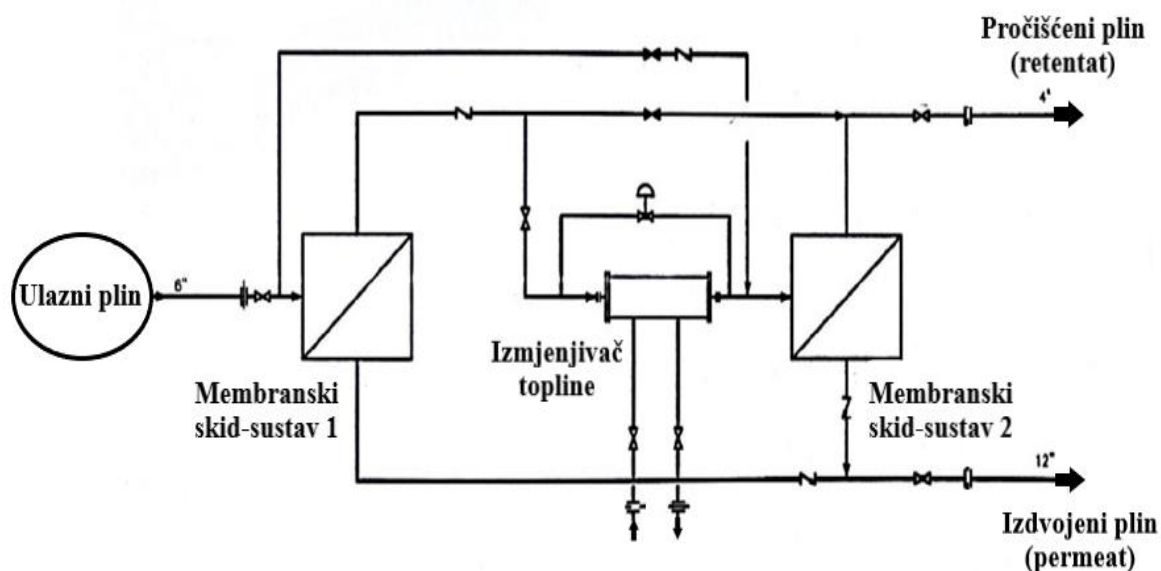 Pročišćeni plin
(retentat)
4"
Ulazni plin
6"
Izmjenjivač
topline
Membranski
skid-sustav 1
Membranski
skid-sustav 2
12"
Izdvojeni plin
(permeat)